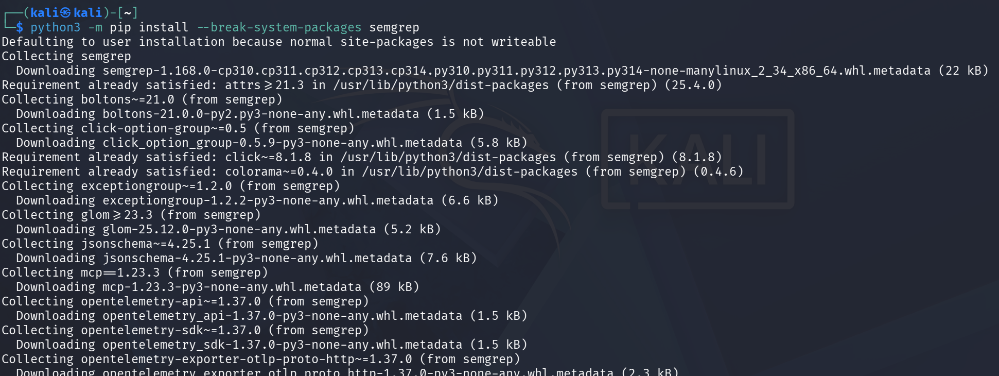 ┌──(kali㉿kali)-[~]
└─$ python3 -m pip install --break-system-packages semgrep
Defaulting to user installation because normal site-packages is not writeable
Collecting semgrep
  Downloading semgrep-1.168.0-cp310.cp311.cp312.cp313.cp314.py310.py311.py312.py313.py314-none-manylinux_2_34_x86_64.whl.metadata (22 kB)
Requirement already satisfied: attrs>=21.3 in /usr/lib/python3/dist-packages (from semgrep) (25.4.0)
Collecting boltons~=21.0 (from semgrep)
  Downloading boltons-21.0.0-py2.py3-none-any.whl.metadata (1.5 kB)
Collecting click-option-group~=0.5 (from semgrep)
  Downloading click_option_group-0.5.9-py3-none-any.whl.metadata (5.8 kB)
Requirement already satisfied: click~=8.1.8 in /usr/lib/python3/dist-packages (from semgrep) (8.1.8)
Requirement already satisfied: colorama~=0.4.0 in /usr/lib/python3/dist-packages (from semgrep) (0.4.6)
Collecting exceptiongroup~=1.2.0 (from semgrep)
  Downloading exceptiongroup-1.2.2-py3-none-any.whl.metadata (6.6 kB)
Collecting glom>=23.3 (from semgrep)
  Downloading glom-25.12.0-py3-none-any.whl.metadata (5.2 kB)
Collecting jsonschema~=4.25.1 (from semgrep)
  Downloading jsonschema-4.25.1-py3-none-any.whl.metadata (7.6 kB)
Collecting mcp==1.23.3 (from semgrep)
  Downloading mcp-1.23.3-py3-none-any.whl.metadata (89 kB)
Collecting opentelemetry-api~=1.37.0 (from semgrep)
  Downloading opentelemetry_api-1.37.0-py3-none-any.whl.metadata (1.5 kB)
Collecting opentelemetry-sdk~=1.37.0 (from semgrep)
  Downloading opentelemetry_sdk-1.37.0-py3-none-any.whl.metadata (1.5 kB)
Collecting opentelemetry-exporter-otlp-proto-http~=1.37.0 (from semgrep)
  Downloading opentelemetry_exporter_otlp_proto_http-1.37.0-py3-none-any.whl.metadata (2.3 kB)
KALI